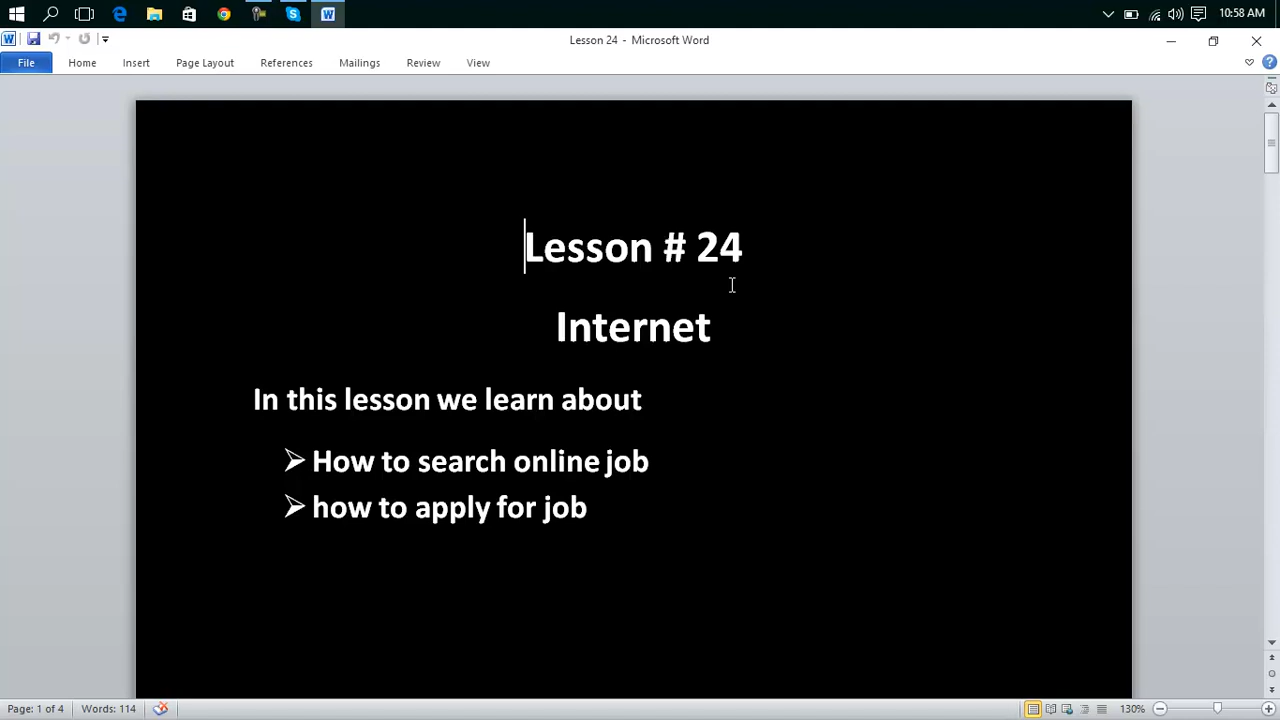 10:58 AM
Lesson 24 - Microsoft Word
File Home Insert Page Layout References Mailings Review View
Lesson # 24
Internet
In this lesson we learn about
➢ How to search online job
➢ how to apply for job
Page: 1 of 4 Words: 114 130%